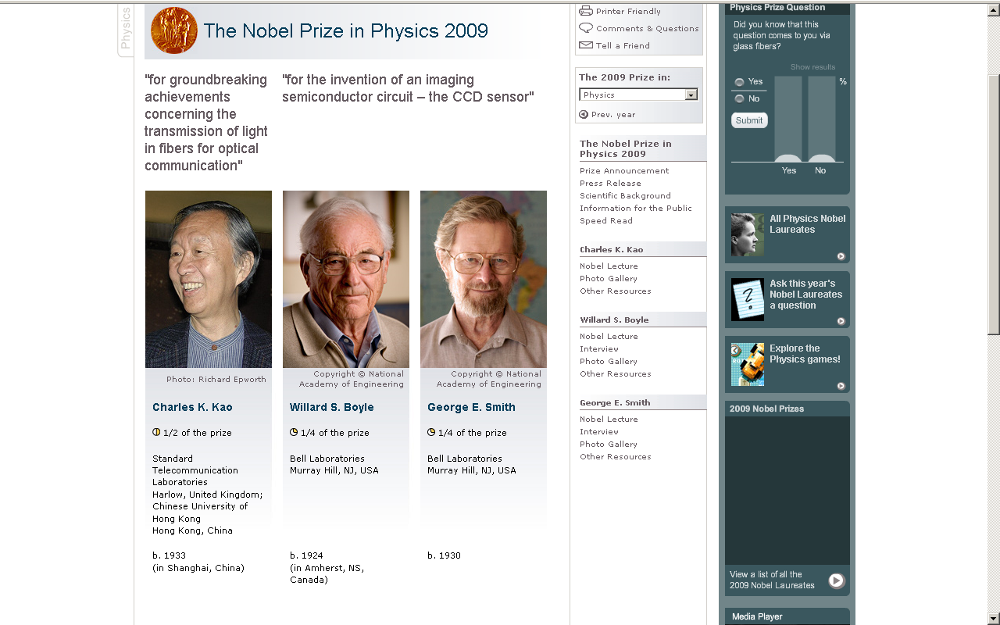 Physics
The Nobel Prize in Physics 2009
"for groundbreaking
achievements
concerning the
transmission of light
in fibers for optical
communication"
"for the invention of an imaging
semiconductor circuit – the CCD sensor"
Photo: Richard Epworth
Copyright © National
Academy of Engineering
Copyright © National
Academy of Engineering
Charles K. Kao
1/2 of the prize
Standard
Telecommunication
Laboratories
Harlow, United Kingdom;
Chinese University of
Hong Kong
Hong Kong, China
b. 1933
(in Shanghai, China)
Willard S. Boyle
1/4 of the prize
Bell Laboratories
Murray Hill, NJ, USA
b. 1924
(in Amherst, NS,
Canada)
George E. Smith
1/4 of the prize
Bell Laboratories
Murray Hill, NJ, USA
b. 1930
Printer Friendly
Comments & Questions
Tell a Friend
The 2009 Prize in:
Physics
Prev. year
The Nobel Prize in
Physics 2009
Prize Announcement
Press Release
Scientific Background
Information for the Public
Speed Read
Charles K. Kao
Nobel Lecture
Photo Gallery
Other Resources
Willard S. Boyle
Nobel Lecture
Interview
Photo Gallery
Other Resources
George E. Smith
Nobel Lecture
Interview
Photo Gallery
Other Resources
Physics Prize Question
Did you know that this
question comes to you via
glass fibers?
Show results
Yes
No
%
Submit
Yes No
All Physics Nobel
Laureates
?
Ask this year's
Nobel Laureates
a question
Explore the
Physics games!
2009 Nobel Prizes
View a list of all the
2009 Nobel Laureates
Media Player